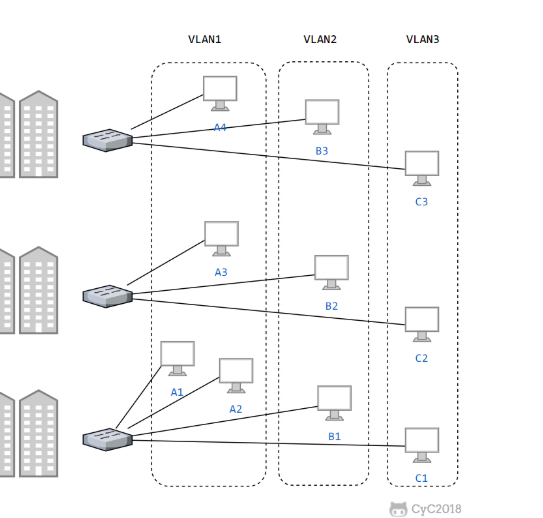 VLAN1 VLAN2 VLAN3
A4
B3
C3
A3
B2
C2
A1
A2
B1
C1
CyC2018